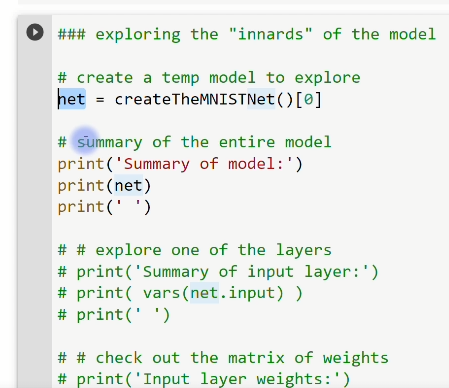 ### exploring the "innards" of the model
# create a temp model to explore
net = createTheMNISTNet()[0]
# summary of the entire model
print('Summary of model:')
print(net)
print(' ')
# # explore one of the layers
# print('Summary of input layer:')
# print( vars(net.input) )
# print(' ')
# # check out the matrix of weights
# print('Input layer weights:')